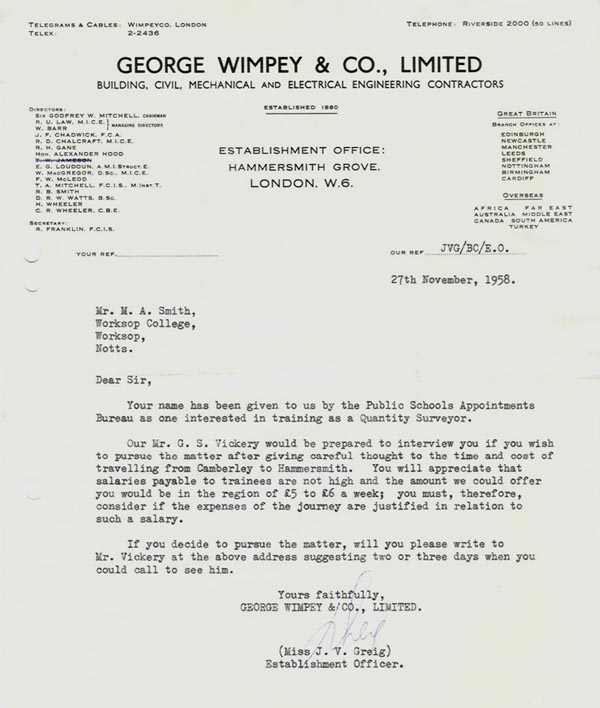 Telegrams & Cables: Wimpeyco, London
Telex: 2-2436
Telephone: Riverside 2000 (50 lines)
GEORGE WIMPEY & CO., LIMITED
BUILDING, CIVIL, MECHANICAL AND ELECTRICAL ENGINEERING CONTRACTORS
ESTABLISHED 1880
Directors:
Sir GODFREY W. MITCHELL, CHAIRMAN
R. U. LAW, M.I.C.E.
W. BARR
MANAGING DIRECTORS
J. F. CHADWICK, F.C.A.
R. D. CHALCRAFT, M.I.C.E.
R. H. GANE
Hon. ALEXANDER HOOD
T. W. JAMESON
E. G. LOUDOUN, A.M.I.Struct.E.
W. MacGREGOR, D.Sc., M.I.C.E.
F. W. McLEOD
T. A. MITCHELL, F.C.I.S., M.Inst.T.
R. B. SMITH
D. R. W. WATTS, B.Sc.
H. WHEELER
C. R. WHEELER, C.B.E.
Secretary:
R. FRANKLIN, F.C.I.S.
ESTABLISHMENT OFFICE:
HAMMERSMITH GROVE,
LONDON, W.6.
Great Britain
Branch Offices at:
EDINBURGH
NEWCASTLE
MANCHESTER
LEEDS
SHEFFIELD
NOTTINGHAM
BIRMINGHAM
CARDIFF
Overseas
AFRICA FAR EAST
AUSTRALIA MIDDLE EAST
CANADA SOUTH AMERICA
TURKEY
YOUR REF.
OUR REF. JVG/BC/E.O.
27th November, 1958.
Mr. M. A. Smith,
Worksop College,
Worksop,
Notts.
Dear Sir,
Your name has been given to us by the Public Schools Appointments
Bureau as one interested in training as a Quantity Surveyor.
Our Mr. G. S. Vickery would be prepared to interview you if you wish
to pursue the matter after giving careful thought to the time and cost of
travelling from Camberley to Hammersmith. You will appreciate that
salaries payable to trainees are not high and the amount we could offer
you would be in the region of £5 to £6 a week; you must, therefore,
consider if the expenses of the journey are justified in relation to
such a salary.
If you decide to pursue the matter, will you please write to
Mr. Vickery at the above address suggesting two or three days when you
could call to see him.
Yours faithfully,
GEORGE WIMPEY & CO., LIMITED.
(Miss J. V. Greig)
Establishment Officer.